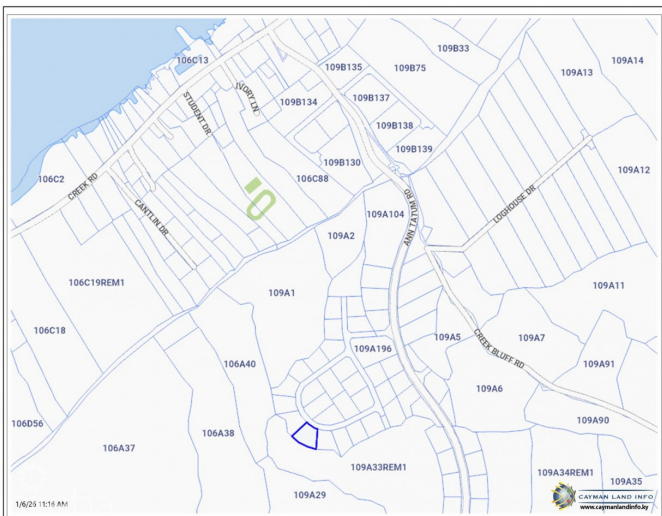 109B33
109A14
106C13
109B135
109B75
109A13
IVORY LN
STUDENT DR
109B137
109B134
109B138
109B139
109B130
109A12
106C2
106C88
CREEK RD
CANTLIN DR
109A104
ANN TATUM RD
LOGHOUSE DR
109A2
106C19REM1
109A1
109A11
106C18
109A5
109A7
109A196
CREEK BLUFF RD
106A40
109A91
109A6
106D56
109A90
106A38
106A37
109A33REM1
109A34REM1
109A35
109A29
1/6/26 11:16 AM
CAYMAN LAND INFO
www.caymanlandinfo.ky